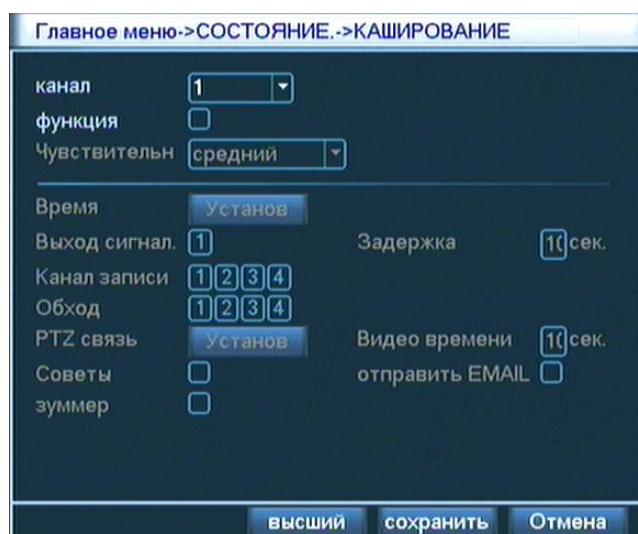 Главное меню->СОСТОЯНИЕ.->КАШИРОВАНИЕ
канал 1
функция
Чувствительн средний
Время Установ
Выход сигнал. 1 Задержка 10 сек.
Канал записи 1 2 3 4
Обход 1 2 3 4
PTZ связь Установ Видео времени 10 сек.
Советы отправить EMAIL
зуммер
высший сохранить Отмена